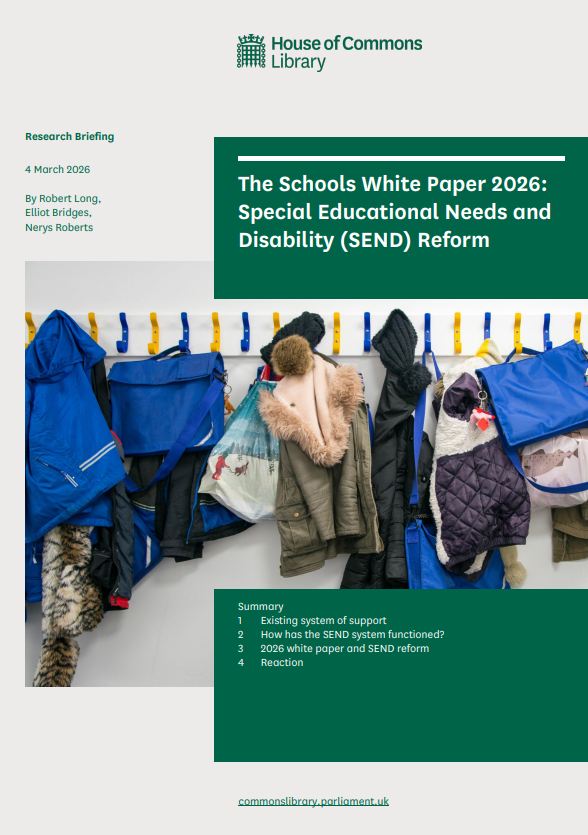 House of Commons
Library
Research Briefing
4 March 2026
By Robert Long,
Elliot Bridges,
Nerys Roberts
The Schools White Paper 2026:
Special Educational Needs and
Disability (SEND) Reform
Summary
1 Existing system of support
2 How has the SEND system functioned?
3 2026 white paper and SEND reform
4 Reaction
commonslibrary.parliament.uk